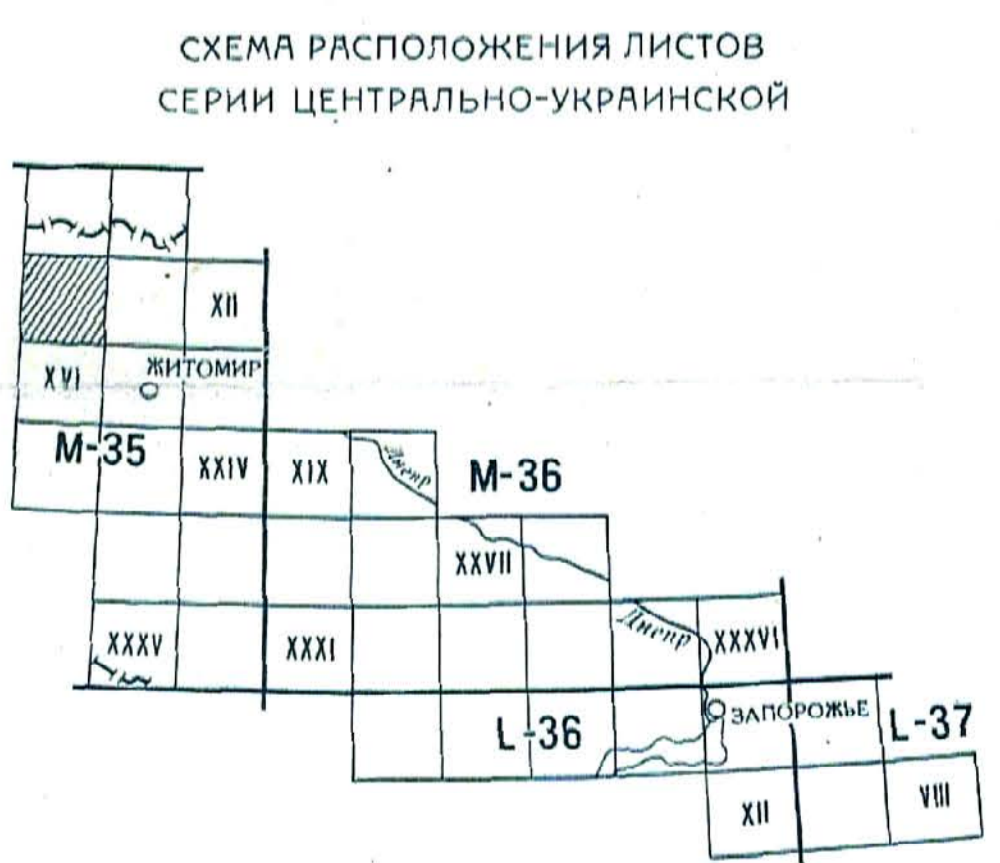 СХЕМА РАСПОЛОЖЕНИЯ ЛИСТОВ
СЕРИИ ЦЕНТРАЛЬНО-УКРАИНСКОЙ
XII
XVI
ЖИТОМИР
M-35
XXIV
XIX
Днепр
M-36
XXVII
XXXV
XXXI
Днепр
XXXVI
L-36
ЗАПОРОЖЬЕ
L-37
XII
VIII